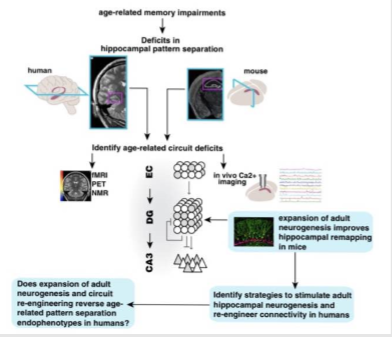 age-related memory impairments
Deficits in
hippocampal pattern separation
human
mouse
Identify age-related circuit deficits
fMRI
PET
NMR
EC
DG
CA3
in vivo Ca2+
imaging
expansion of adult
neurogenesis improves
hippocampal remapping
in mice
Does expansion of adult
neurogenesis and circuit
re-engineering reverse age-
related pattern separation
endophenotypes in humans?
Identify strategies to stimulate adult
hippocampal neurogenesis and
re-engineer connectivity in humans